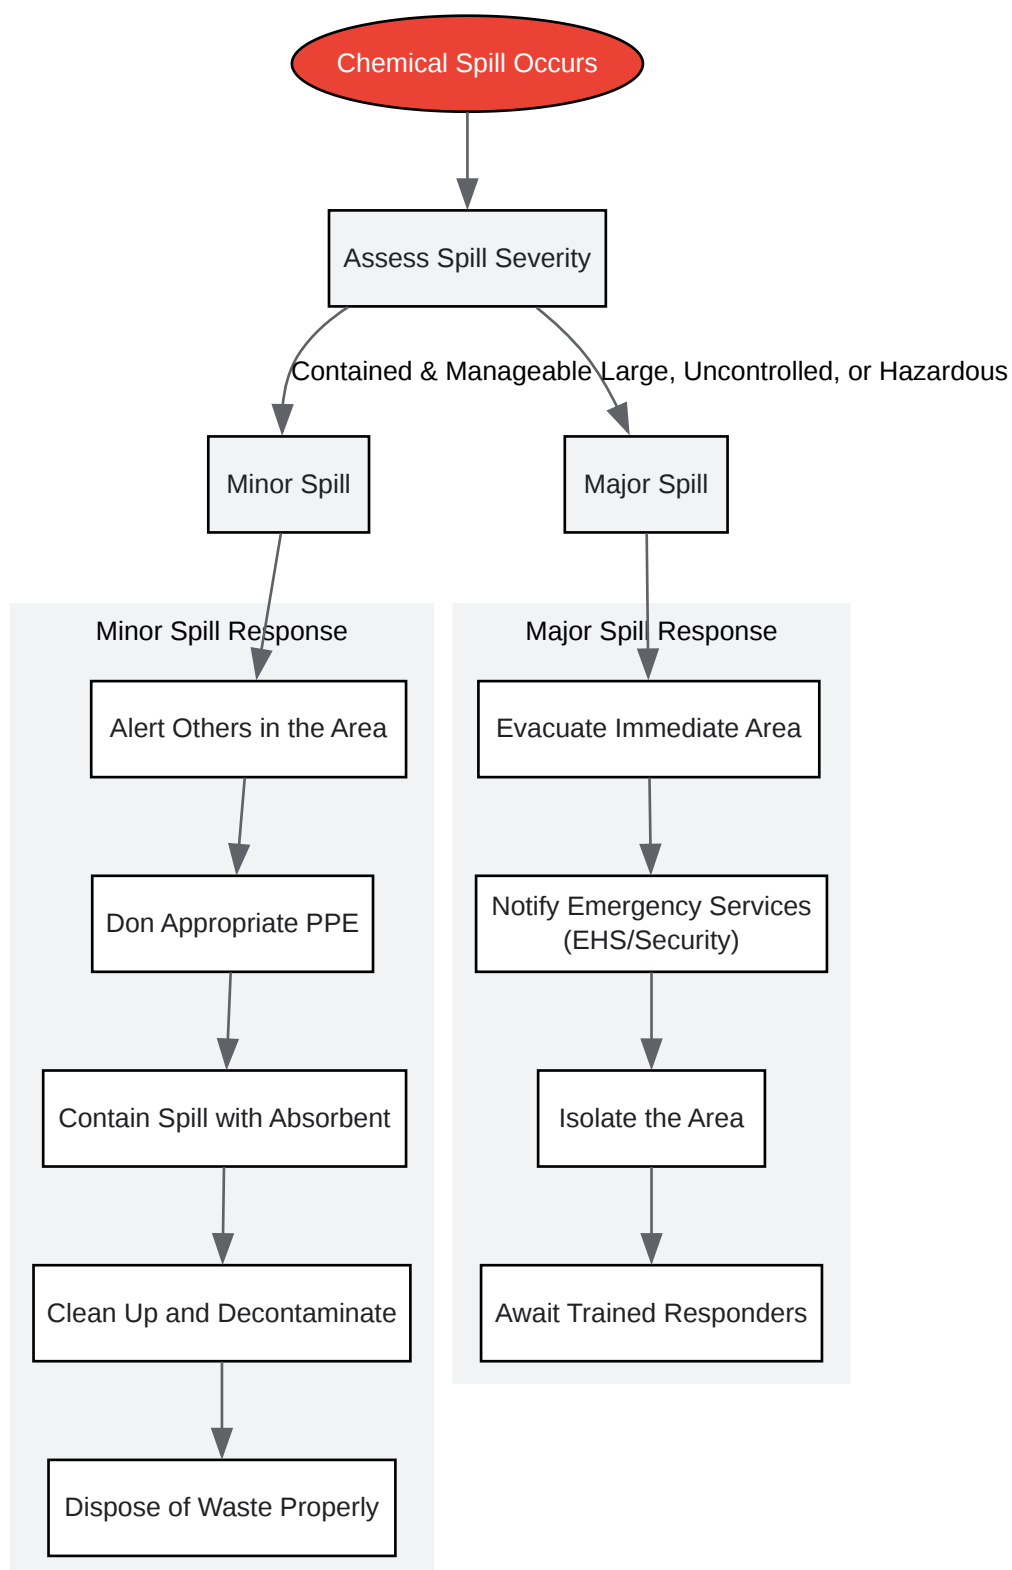 Chemical Spill Occurs
Assess Spill Severity
Contained & Manageable
Large, Uncontrolled, or Hazardous
Minor Spill
Major Spill
Minor Spill Response
Alert Others in the Area
Don Appropriate PPE
Contain Spill with Absorbent
Clean Up and Decontaminate
Dispose of Waste Properly
Major Spill Response
Evacuate Immediate Area
Notify Emergency Services
(EHS/Security)
Isolate the Area
Await Trained Responders